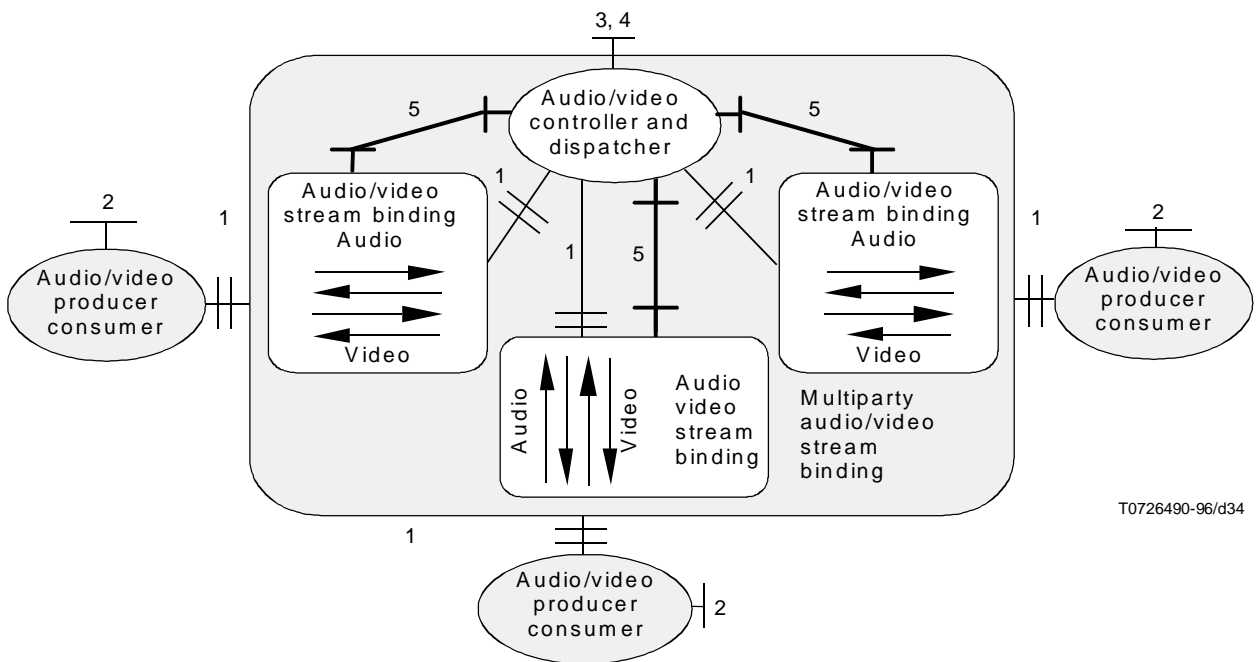 3, 4
Audio/video
controller and
dispatcher
5
5
1
1
Audio/video
stream binding
Audio
Video
Audio/video
stream binding
Audio
Video
2
1
Audio/video
producer
consumer
1
2
Audio/video
producer
consumer
1
5
Audio
Video
Audio
video
stream
binding
Multiparty
audio/video
stream
binding
T0726490-96/d34
1
Audio/video
producer
consumer
2